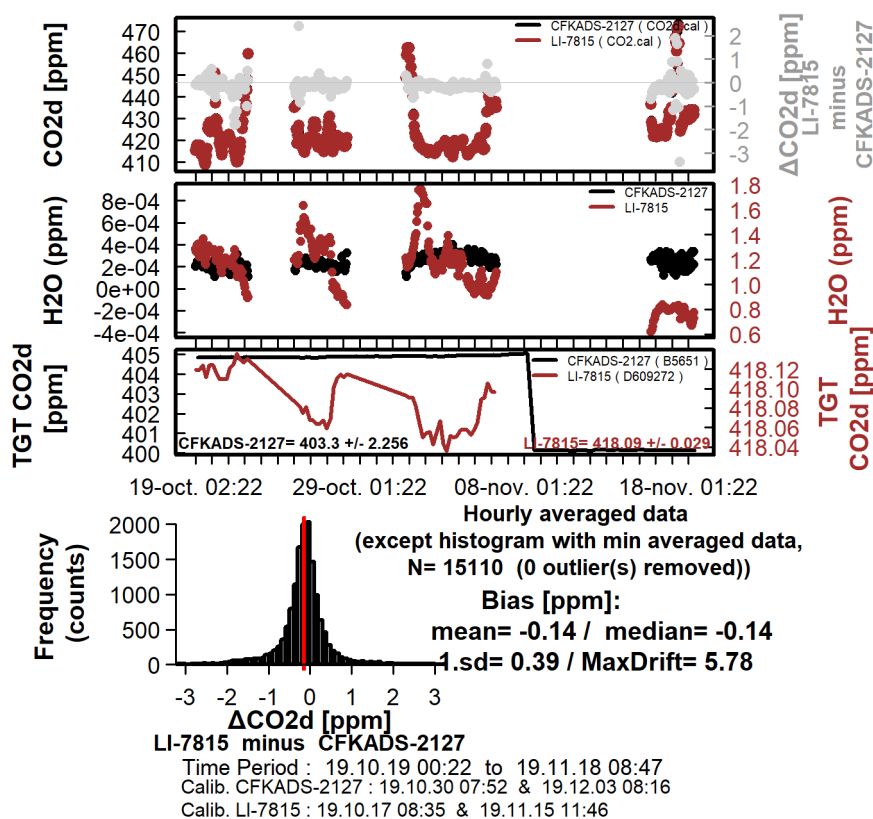 CO2d [ppm]
470
460
450
440
430
420
410
CFKADS-2127 ( CO2d.cal )
LI-7815 ( CO2.cal )
2
1
0
-1
-2
-3
ΔCO2d [ppm]
LI-7815
minus
CFKADS-2127
H2O (ppm)
8e-04
6e-04
4e-04
2e-04
0e+00
-2e-04
-4e-04
CFKADS-2127
LI-7815
1.8
1.6
1.4
1.2
1.0
0.8
0.6
H2O (ppm)
TGT CO2d
[ppm]
405
404
403
402
401
400
CFKADS-2127 ( B5651 )
LI-7815 ( D609272 )
CFKADS-2127= 403.3 +/- 2.256
LI-7815= 418.09 +/- 0.029
418.12
418.10
418.08
418.06
418.04
TGT
CO2d [ppm]
19-oct. 02:22
29-oct. 01:22
08-nov. 01:22
18-nov. 01:22
Frequency
(counts)
2000
1500
1000
500
0
-3 -2 -1 0 1 2 3
ΔCO2d [ppm]
LI-7815 minus CFKADS-2127
Hourly averaged data
(except histogram with min averaged data,
N= 15110 (0 outlier(s) removed))
Bias [ppm]:
mean= -0.14 / median= -0.14
1.sd= 0.39 / MaxDrift= 5.78
Time Period : 19.10.19 00:22 to 19.11.18 08:47
Calib. CFKADS-2127 : 19.10.30 07:52 & 19.12.03 08:16
Calib. LI-7815 : 19.10.17 08:35 & 19.11.15 11:46